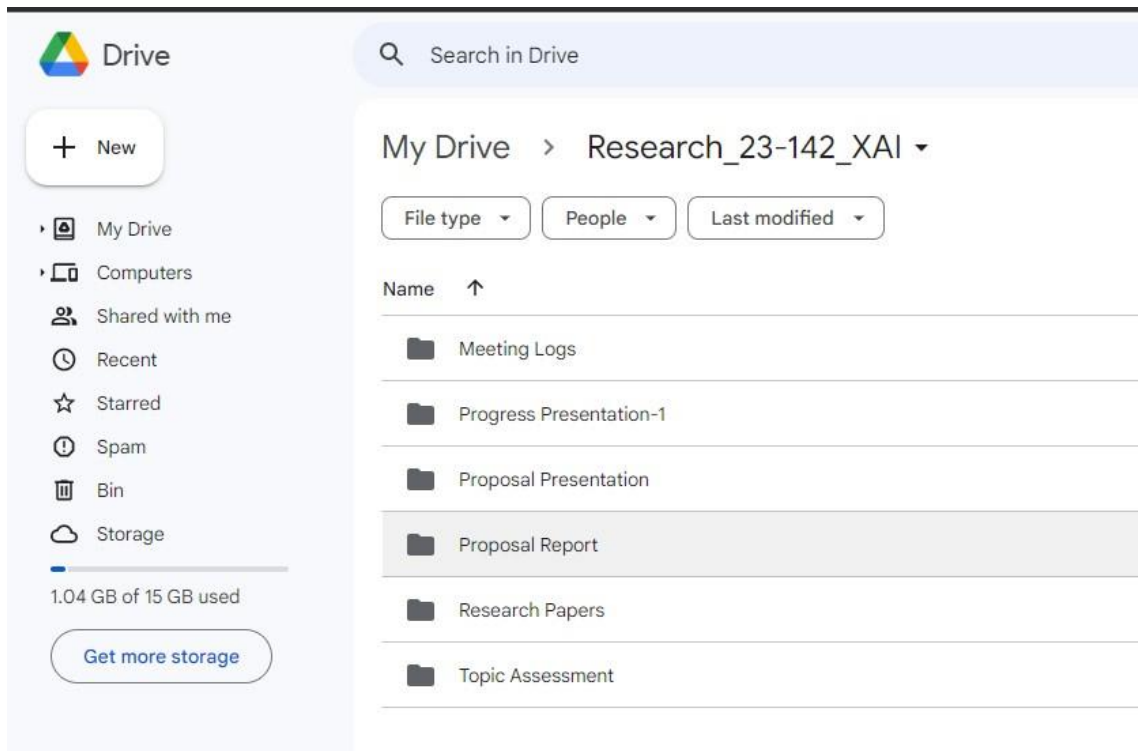 Drive
Search in Drive
New
My Drive
Computers
Shared with me
Recent
Starred
Spam
Bin
Storage
1.04 GB of 15 GB used
Get more storage
My Drive > Research_23-142_XAI
File type
People
Last modified
Name
Meeting Logs
Progress Presentation-1
Proposal Presentation
Proposal Report
Research Papers
Topic Assessment